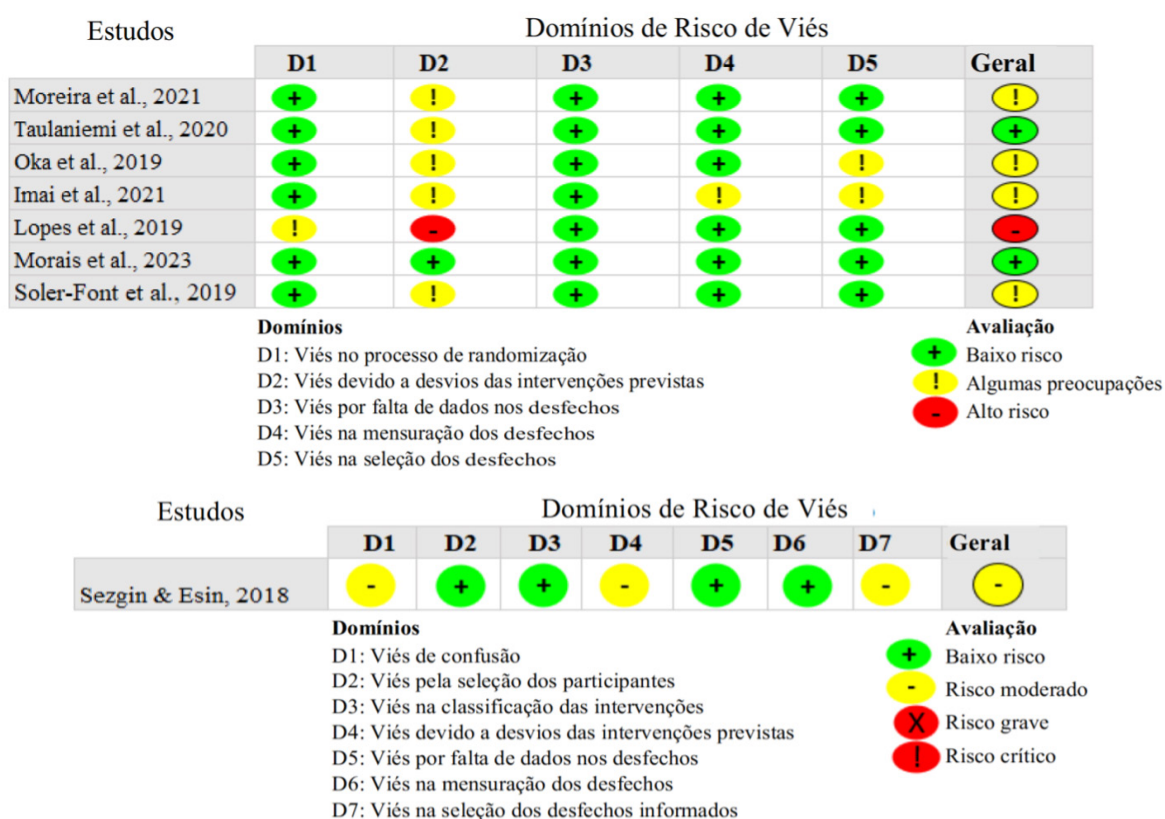 Estudos Domínios de Risco de Viés
D1 D2 D3 D4 D5 Geral
Moreira et al., 2021 + ! + + + !
Taulaniemi et al., 2020 + ! + + + +
Oka et al., 2019 + ! + + ! !
Imai et al., 2021 + ! + ! ! !
Lopes et al., 2019 ! - + + + -
Morais et al., 2023 + + + + + +
Soler-Font et al., 2019 + ! + + + !
Domínios
D1: Viés no processo de randomização
D2: Viés devido a desvios das intervenções previstas
D3: Viés por falta de dados nos desfechos
D4: Viés na mensuração dos desfechos
D5: Viés na seleção dos desfechos
Avaliação
+ Baixo risco
! Algumas preocupações
- Alto risco
Estudos Domínios de Risco de Viés
D1 D2 D3 D4 D5 D6 D7 Geral
Sezgin & Esin, 2018 - + + - + + - -
Domínios
D1: Viés de confusão
D2: Viés pela seleção dos participantes
D3: Viés na classificação das intervenções
D4: Viés devido a desvios das intervenções previstas
D5: Viés por falta de dados nos desfechos
D6: Viés na mensuração dos desfechos
D7: Viés na seleção dos desfechos informados
Avaliação
+ Baixo risco
- Risco moderado
X Risco grave
! Risco crítico